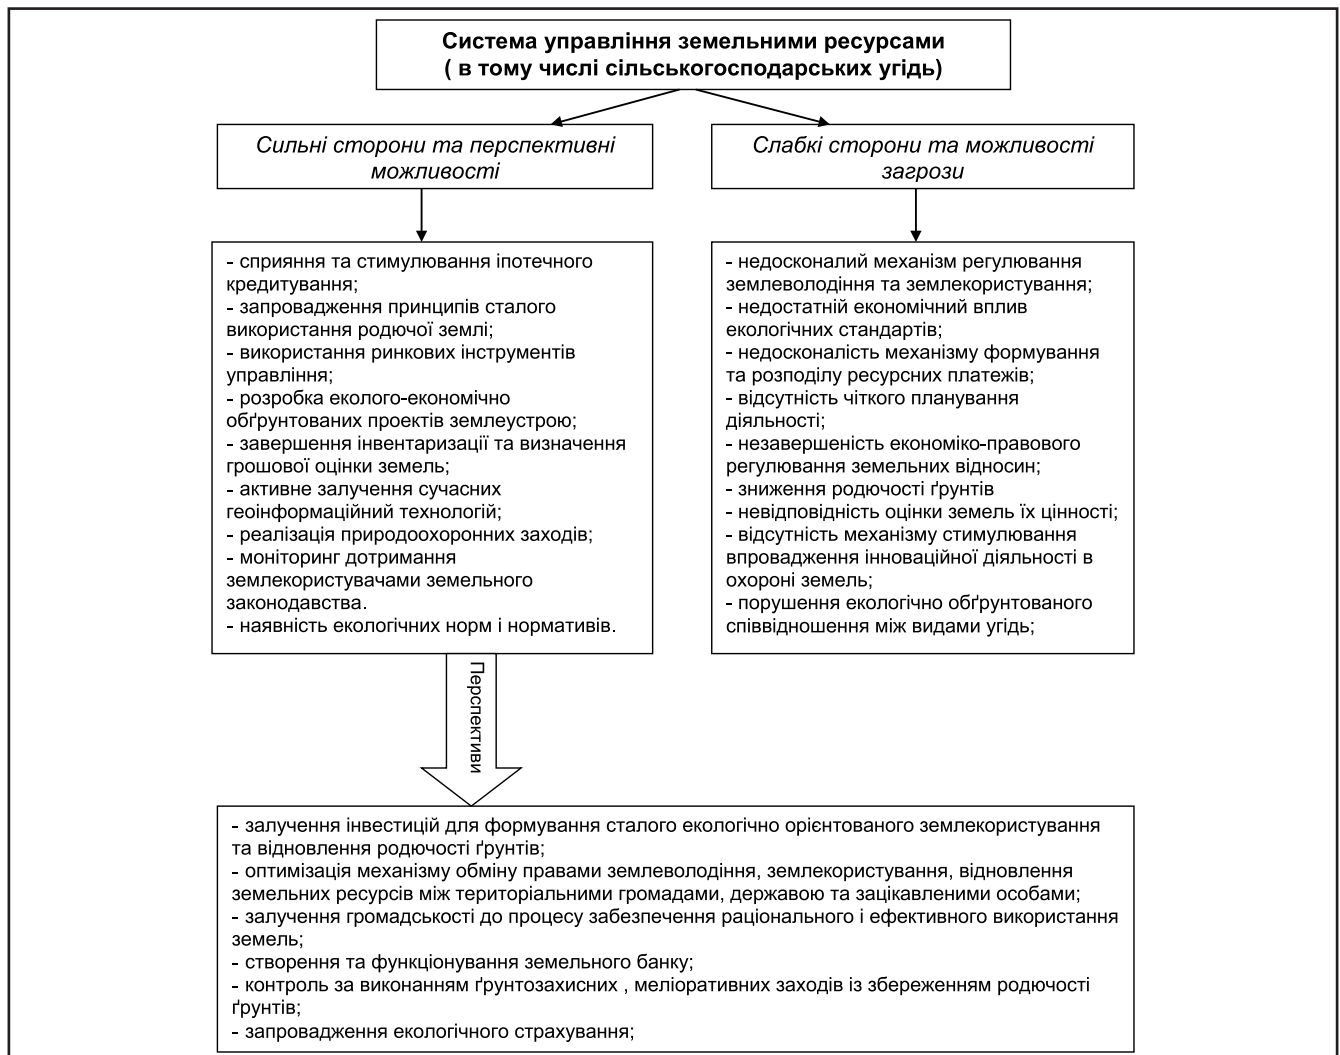 Система управління земельними ресурсами
( в тому числі сільськогосподарських угідь)
Сильні сторони та перспективні
можливості
Слабкі сторони та можливості
загрози
- сприяння та стимулювання іпотечного
кредитування;
- запровадження принципів сталого
використання родючої землі;
- використання ринкових інструментів
управління;
- розробка еколого-економічно
обґрунтованих проектів землеустрою;
- завершення інвентаризації та визначення
грошової оцінки земель;
- активне залучення сучасних
геоінформаційний технологій;
- реалізація природоохоронних заходів;
- моніторинг дотримання
землекористувачами земельного
законодавства.
- наявність екологічних норм і нормативів.
- недосконалий механізм регулювання
землеволодіння та землекористування;
- недостатній економічний вплив
екологічних стандартів;
- недосконалість механізму формування
та розподілу ресурсних платежів;
- відсутність чіткого планування
діяльності;
- незавершеність економіко-правового
регулювання земельних відносин;
- зниження родючості ґрунтів
- невідповідність оцінки земель їх цінності;
- відсутність механізму стимулювання
впровадження інноваційної діяльності в
охороні земель;
- порушення екологічно обґрунтованого
співвідношення між видами угідь;
Перспективи
- залучення інвестицій для формування сталого екологічно орієнтованого землекористування
та відновлення родючості ґрунтів;
- оптимізація механізму обміну правами землеволодіння, землекористування, відновлення
земельних ресурсів між територіальними громадами, державою та зацікавленими особами;
- залучення громадськості до процесу забезпечення раціонального і ефективного використання
земель;
- створення та функціонування земельного банку;
- контроль за виконанням ґрунтозахисних , меліоративних заходів із збереженням родючості
ґрунтів;
- запровадження екологічного страхування;